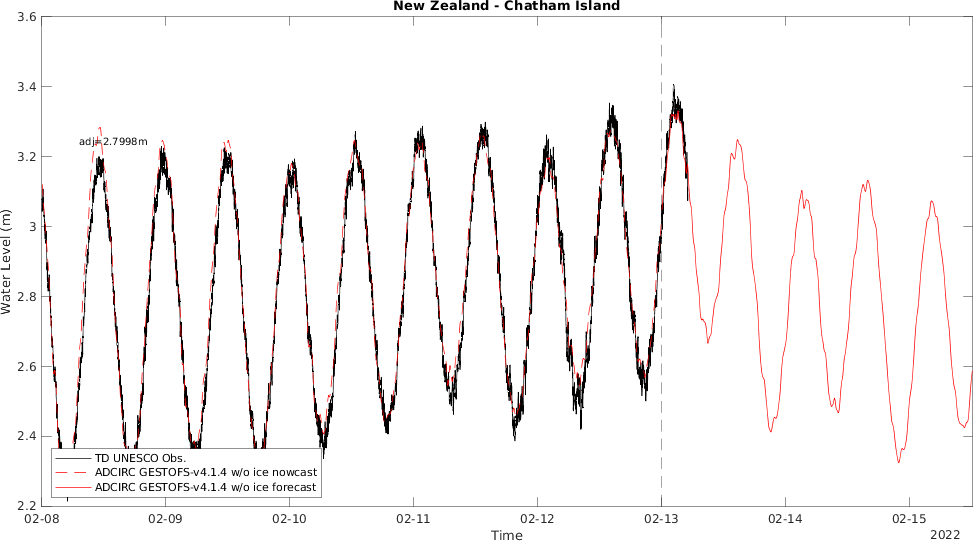 New Zealand - Chatham Island
3.6
3.4
3.2
3
2.8
2.6
2.4
2.2
Water Level (m)
adj=2.7998m
TD UNESCO Obs.
ADCIRC GESTOFS-v4.1.4 w/o ice nowcast
ADCIRC GESTOFS-v4.1.4 w/o ice forecast
02-08
02-09
02-10
02-11
02-12
02-13
02-14
02-15
Time
2022